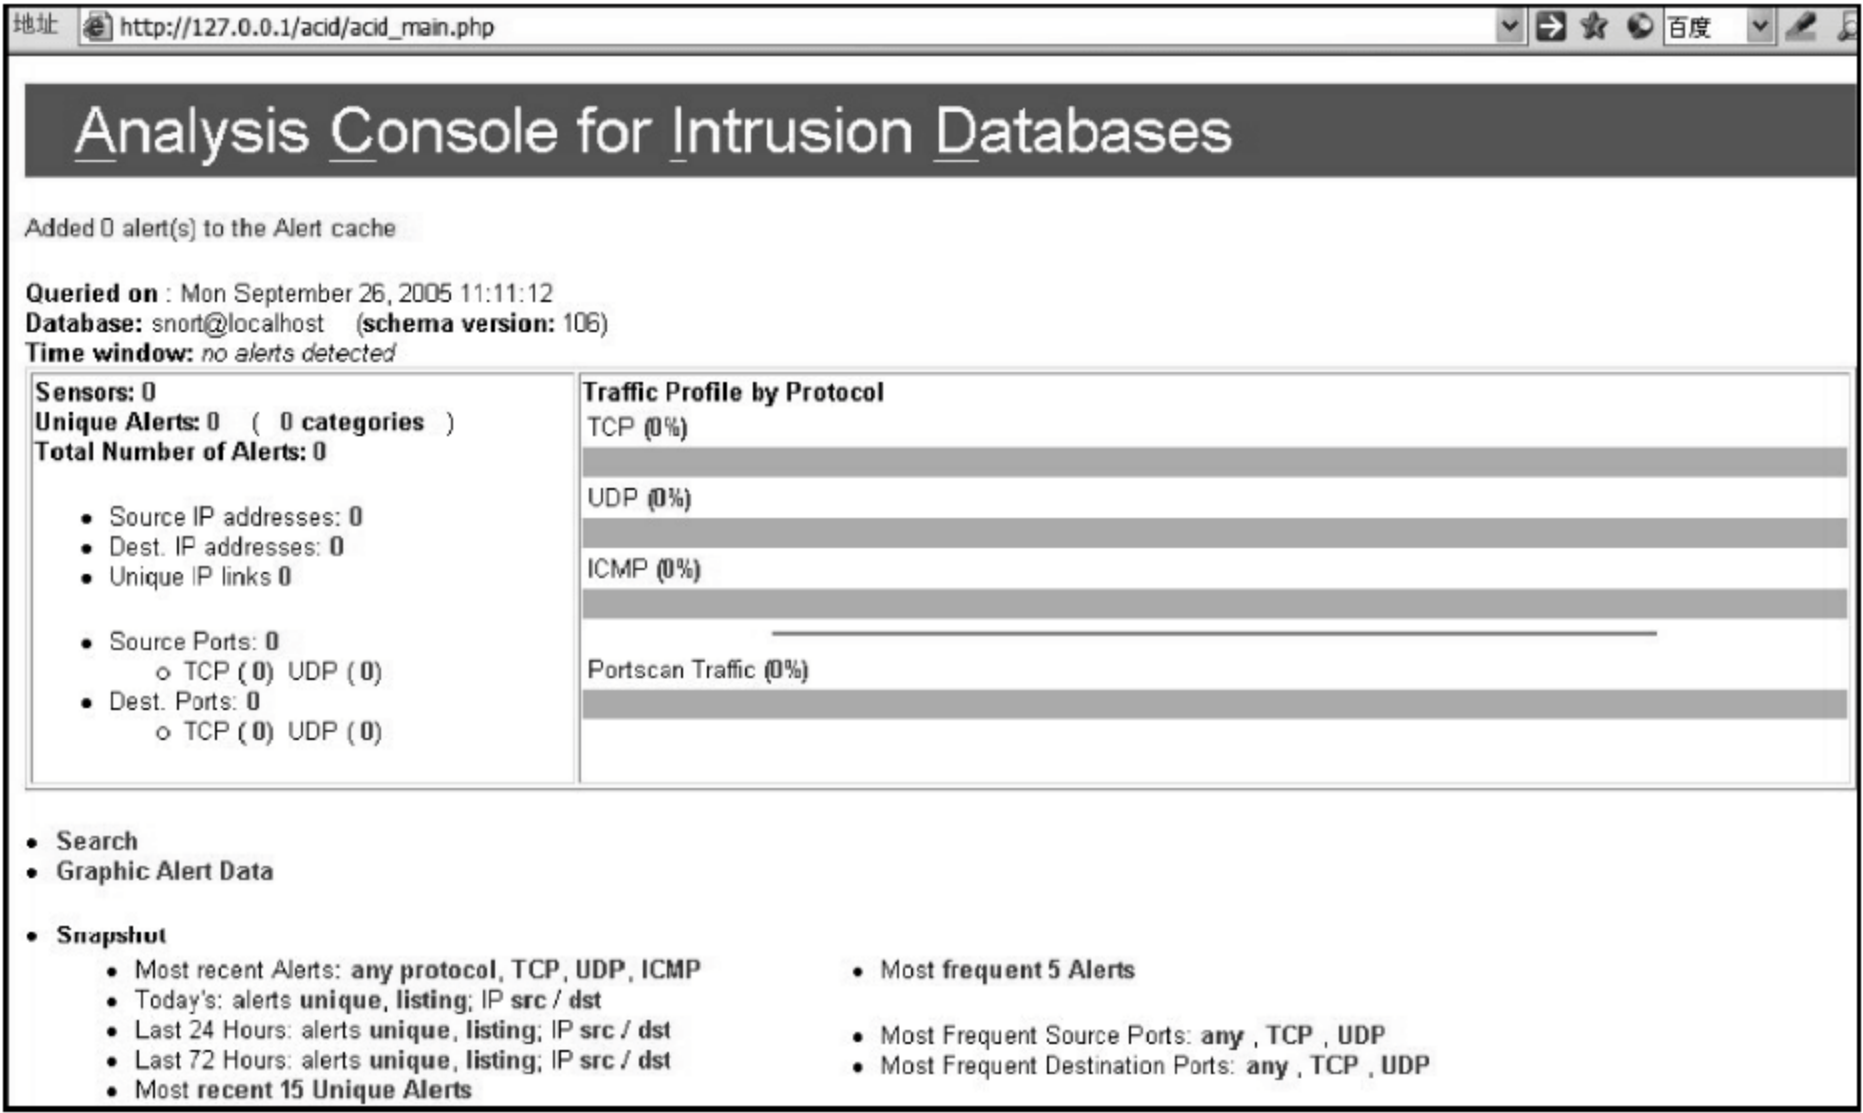 地址 http://127.0.0.1/acid/acid_main.php 百度
Analysis Console for Intrusion Databases
Added 0 alert(s) to the Alert cache
Queried on : Mon September 26, 2005 11:11:12
Database: snort@localhost (schema version: 106)
Time window: no alerts detected
Sensors: 0
Unique Alerts: 0 ( 0 categories )
Total Number of Alerts: 0
• Source IP addresses: 0
• Dest. IP addresses: 0
• Unique IP links 0
• Source Ports: 0
○ TCP ( 0) UDP ( 0)
• Dest. Ports: 0
○ TCP ( 0) UDP ( 0)
Traffic Profile by Protocol
TCP (0%)
UDP (0%)
ICMP (0%)
Portscan Traffic (0%)
• Search
• Graphic Alert Data
• Snapshot
• Most recent Alerts: any protocol, TCP, UDP, ICMP
• Today's: alerts unique, listing; IP src / dst
• Last 24 Hours: alerts unique, listing; IP src / dst
• Last 72 Hours: alerts unique, listing; IP src / dst
• Most recent 15 Unique Alerts
• Most frequent 5 Alerts
• Most Frequent Source Ports: any , TCP , UDP
• Most Frequent Destination Ports: any , TCP , UDP